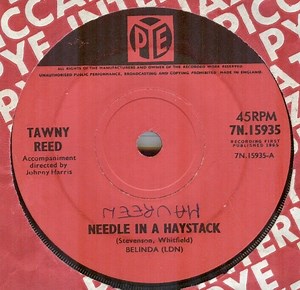 PYE
ALL RIGHTS OF THE MANUFACTURERS AND OWNER OF THE RECORDED WORK RESERVED
UNAUTHORISED PUBLIC PERFORMANCE, BROADCASTING AND COPYING PROHIBITED. MADE IN ENGLAND.
TAWNY
REED
Accompaniment
directed by
Johnny Harris
45RPM
7N.15935
RECORDING FIRST
PUBLISHED 1965
7N.15935-A
MAUREEN
NEEDLE IN A HAYSTACK
(Stevenson, Whitfield)
BELINDA (LDN)